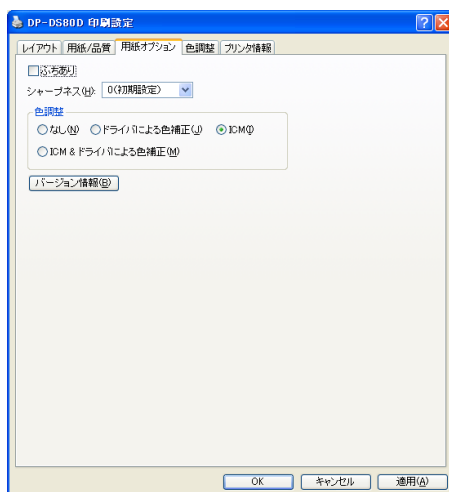 DP-DS80D 印刷設定
レイアウト 用紙/品質 用紙オプション 色調整 プリンタ情報
ふちあり
シャープネス(H): 0(初期設定)
色調整
なし(N) ドライバによる色補正(J) ICM(I)
ICM & ドライバによる色補正(M)
バージョン情報(B)
OK キャンセル 適用(A)